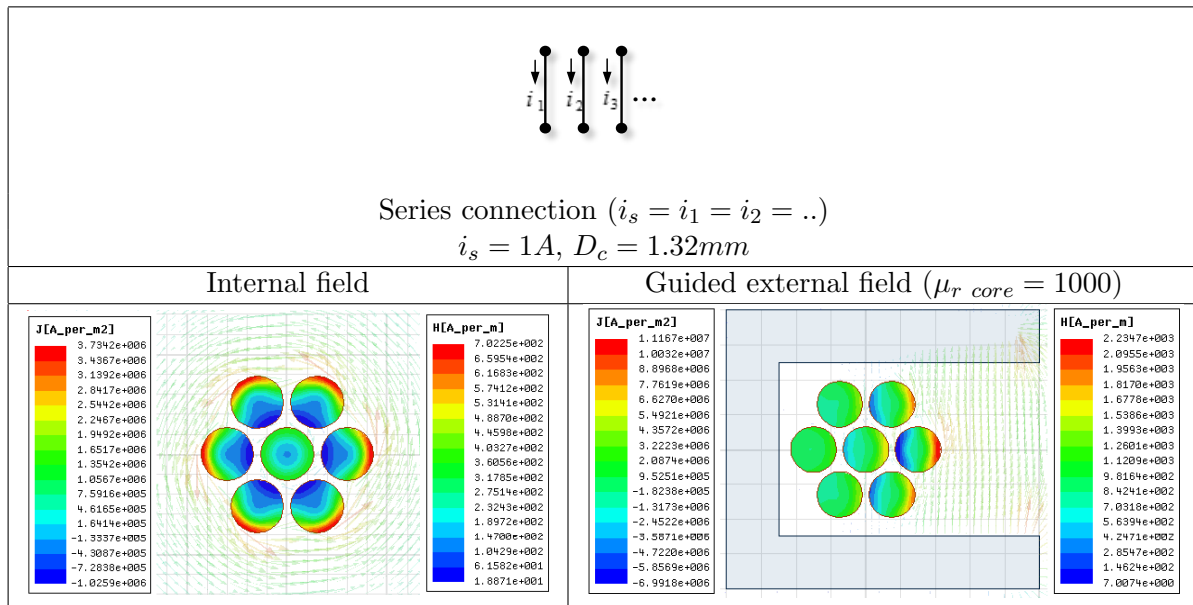 i₁ i₂ i₃ ...
Series connection (i_s = i_1 = i_2 = ..)
i_s = 1A, D_c = 1.32mm
Internal field
Guided external field (μ_{r core} = 1000)
J[A_per_m2]
3.7342e+006
3.4367e+006
3.1392e+006
2.8417e+006
2.5442e+006
2.2467e+006
1.9492e+006
1.6517e+006
1.3542e+006
1.0567e+006
7.5916e+005
4.6165e+005
1.6414e+005
-1.3337e+005
-4.3087e+005
-7.2838e+005
-1.0259e+006
H[A_per_m]
7.0225e+002
6.5954e+002
6.1683e+002
5.7412e+002
5.3141e+002
4.8870e+002
4.4598e+002
4.0327e+002
3.6056e+002
3.1785e+002
2.7514e+002
2.3243e+002
1.8972e+002
1.4700e+002
1.0429e+002
6.1582e+001
1.8871e+001
J[A_per_m2]
1.1167e+007
1.0032e+007
8.8968e+006
7.7619e+006
6.6270e+006
5.4921e+006
4.3572e+006
3.2223e+006
2.0874e+006
9.5251e+005
-1.8238e+005
-1.3173e+006
-2.4522e+006
-3.5871e+006
-4.7220e+006
-5.8569e+006
-6.9918e+006
H[A_per_m]
2.2347e+003
2.0955e+003
1.9563e+003
1.8170e+003
1.6778e+003
1.5386e+003
1.3993e+003
1.2601e+003
1.1209e+003
9.8164e+002
8.4241e+002
7.0318e+002
5.6394e+002
4.2471e+002
2.8547e+002
1.4624e+002
7.0074e+000